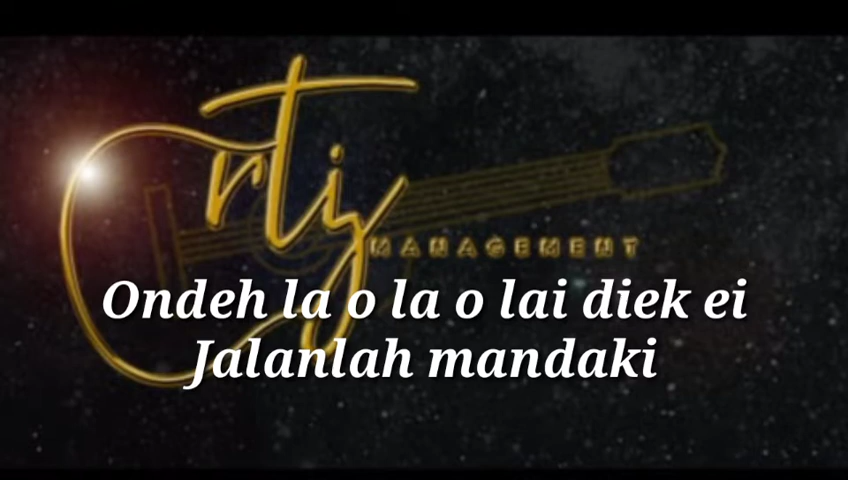 rtiz
MANAGEMENT
Ondeh la o la o lai diek ei
Jalanlah mandaki